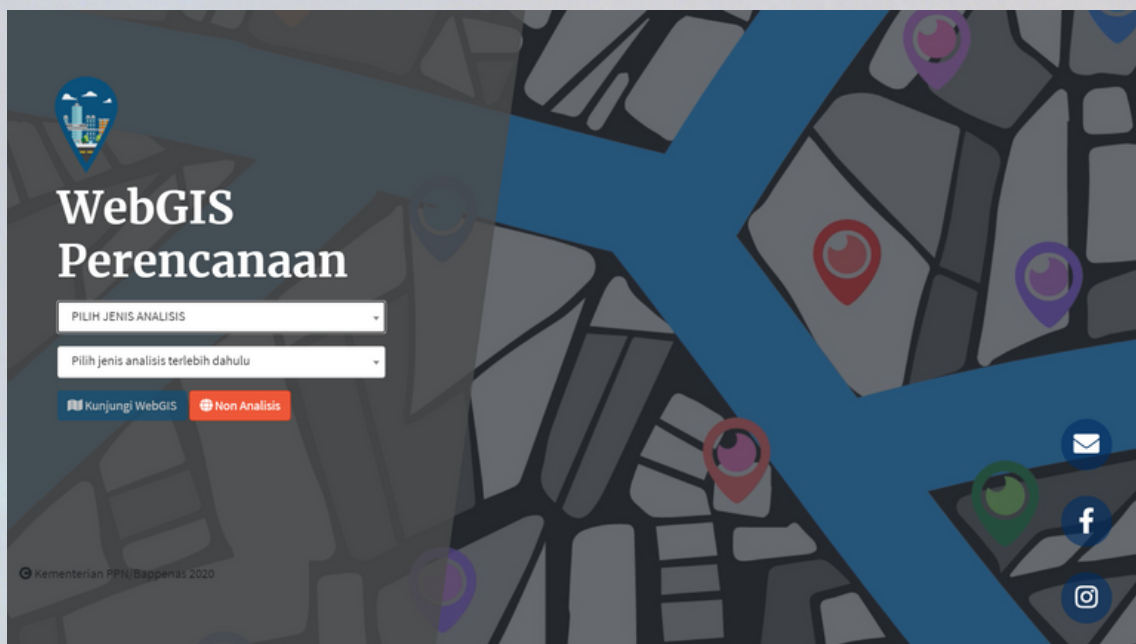 WebGIS
Perencanaan
PILIH JENIS ANALISIS
Pilih jenis analisis terlebih dahulu
Kunjungi WebGIS
Non Analisis
Kementerian PPN/Bappenas 2020